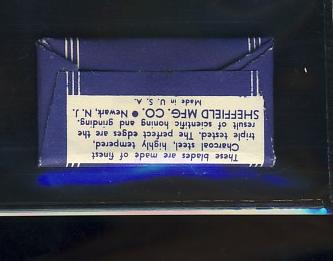 These blades are made of finest
Charcoal steel, highly tempered,
triple tested. The perfect edges are the
result of scientific honing and grinding.
SHEFFIELD MFG. CO. • Newark, N. J.
Made in U. S. A.